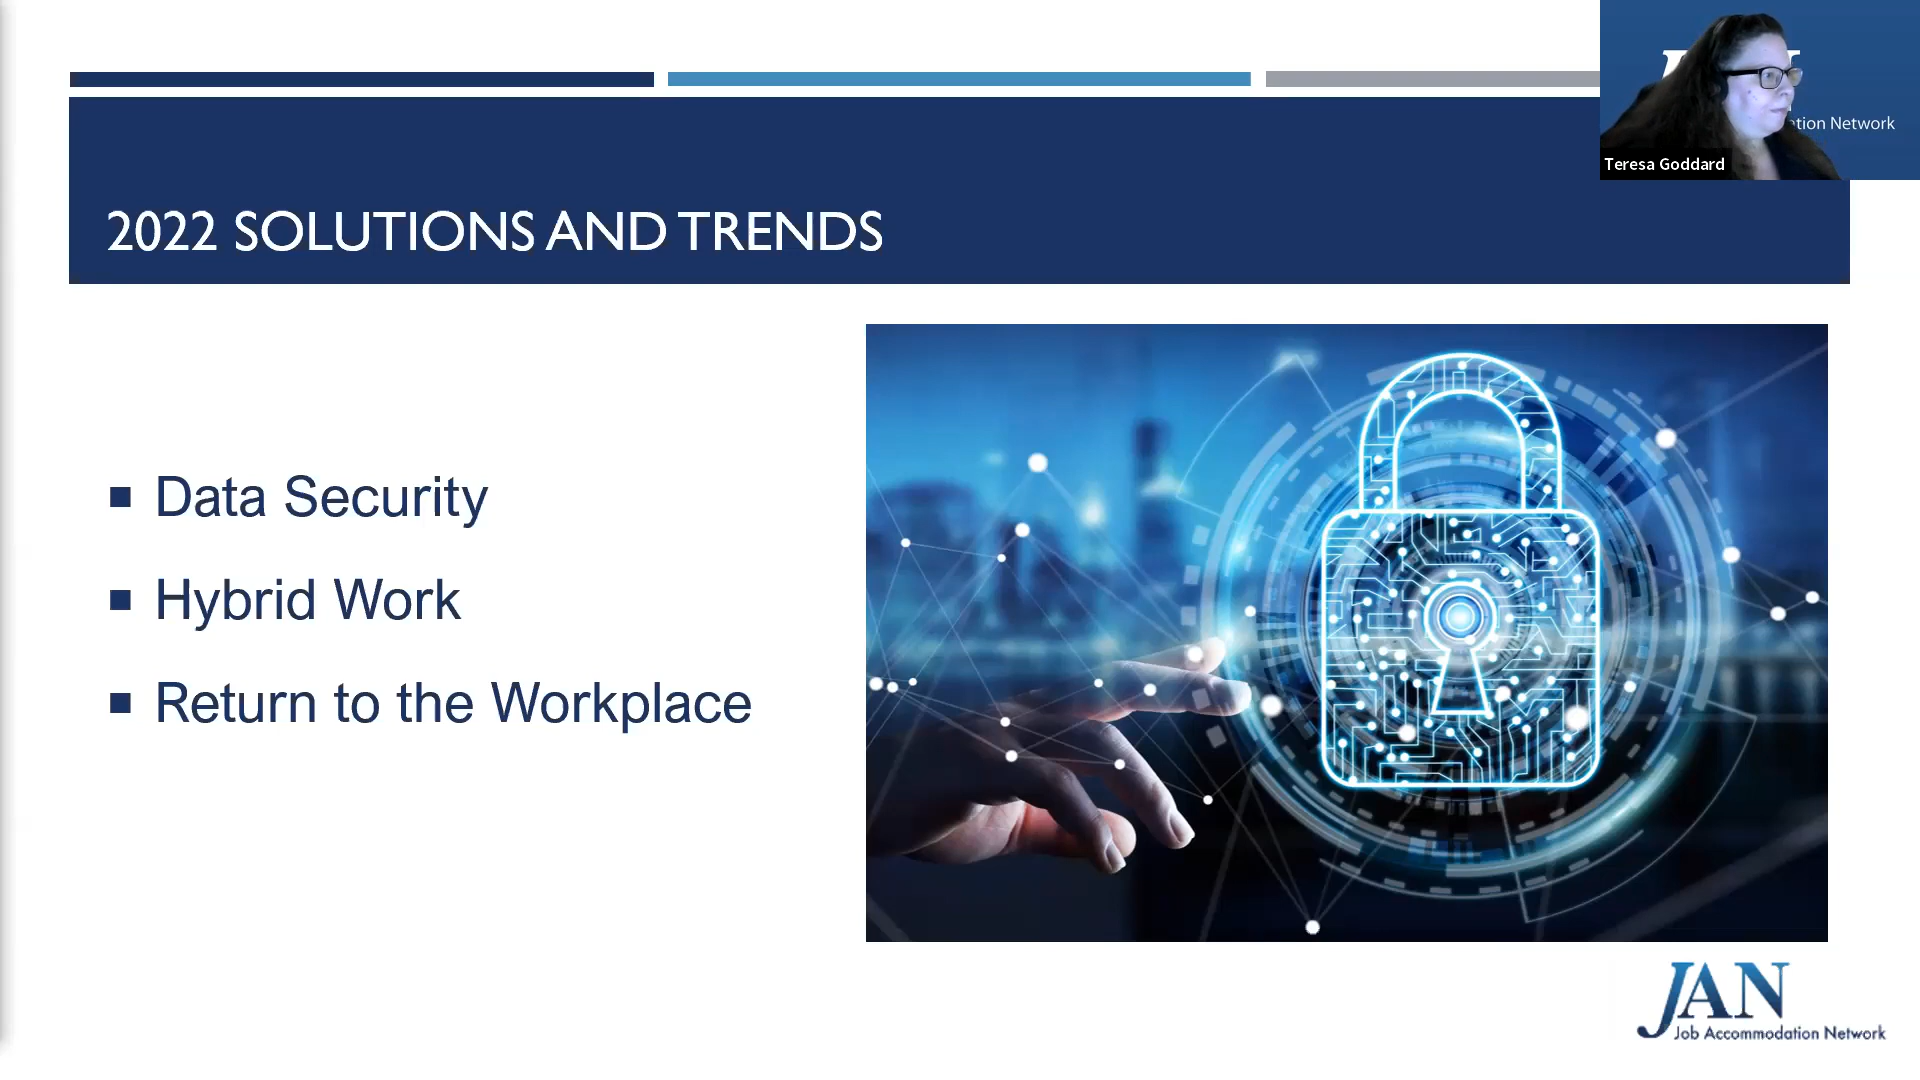 tion Network
Teresa Goddard
2022 SOLUTIONS AND TRENDS
Data Security
Hybrid Work
Return to the Workplace
JAN
Job Accommodation Network